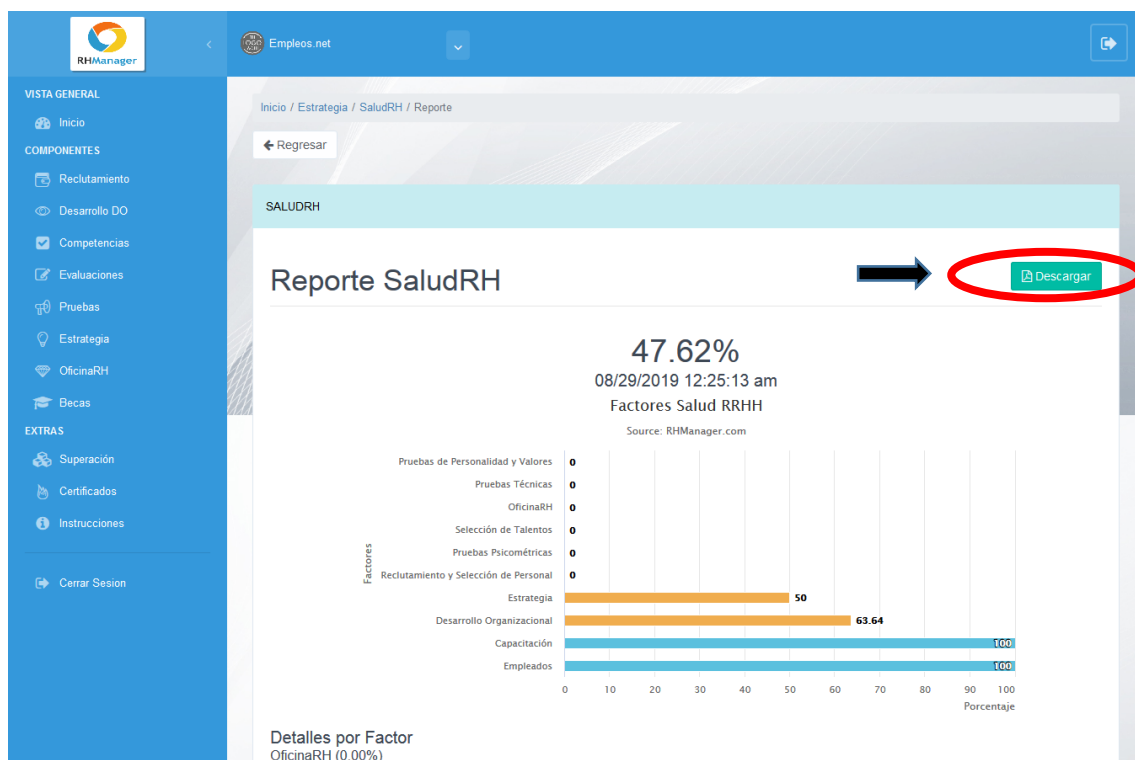 RHManager
Empleos.net
VISTA GENERAL
Inicio
COMPONENTES
Reclutamiento
Desarrollo DO
Competencias
Evaluaciones
Pruebas
Estrategia
OficinaRH
Becas
EXTRAS
Superación
Certificados
Instrucciones
Cerrar Sesion
Inicio / Estrategia / SaludRH / Reporte
Regresar
SALUDRH
Reporte SaludRH
Descargar
47.62%
08/29/2019 12:25:13 am
Factores Salud RRHH
Source: RHManager.com
Factores
Pruebas de Personalidad y Valores 0
Pruebas Técnicas 0
OficinaRH 0
Selección de Talentos 0
Pruebas Psicométricas 0
Reclutamiento y Selección de Personal 0
Estrategia 50
Desarrollo Organizacional 63.64
Capacitación 100
Empleados 100
0 10 20 30 40 50 60 70 80 90 100
Porcentaje
Detalles por Factor
OficinaRH (0.00%)